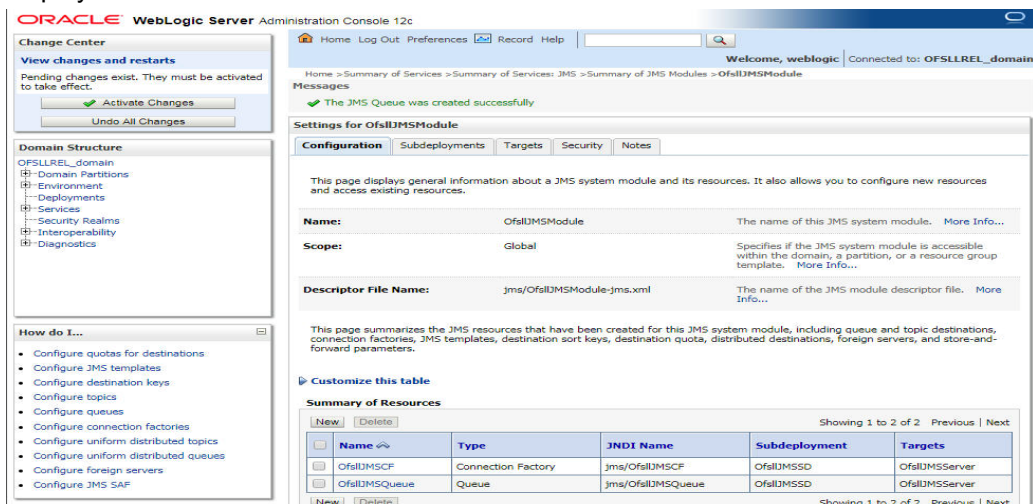 ORACLE WebLogic Server Administration Console 12c
Change Center
View changes and restarts
Pending changes exist. They must be activated
to take effect.
Activate Changes
Undo All Changes
Domain Structure
OFSLLREL_domain
Domain Partitions
Environment
Deployments
Services
Security Realms
Interoperability
Diagnostics
How do I...
Configure quotas for destinations
Configure JMS templates
Configure destination keys
Configure topics
Configure queues
Configure connection factories
Configure uniform distributed topics
Configure uniform distributed queues
Configure foreign servers
Configure JMS SAF
Home Log Out Preferences Record Help
Welcome, weblogic Connected to: OFSLLREL_domain
Home >Summary of Services >Summary of Services: JMS >Summary of JMS Modules >OfsllJMSModule
Messages
The JMS Queue was created successfully
Settings for OfsllJMSModule
Configuration Subdeployments Targets Security Notes
This page displays general information about a JMS system module and its resources. It also allows you to configure new resources
and access existing resources.
Name: OfsllJMSModule The name of this JMS system module. More Info...
Scope: Global Specifies if the JMS system module is accessible
within the domain, a partition, or a resource group
template. More Info...
Descriptor File Name: jms/OfsllJMSModule-jms.xml The name of the JMS module descriptor file. More
Info...
This page summarizes the JMS resources that have been created for this JMS system module, including queue and topic destinations,
connection factories, JMS templates, destination sort keys, destination quota, distributed destinations, foreign servers, and store-and-
forward parameters.
Customize this table
Summary of Resources
New Delete Showing 1 to 2 of 2 Previous | Next
Name Type JNDI Name Subdeployment Targets
OfsllJMSCF Connection Factory jms/OfsllJMSCF OfsllJMSSD OfsllJMSServer
OfsllJMSQueue Queue jms/OfsllJMSQueue OfsllJMSSD OfsllJMSServer
New Delete Showing 1 to 2 of 2 Previous | Next